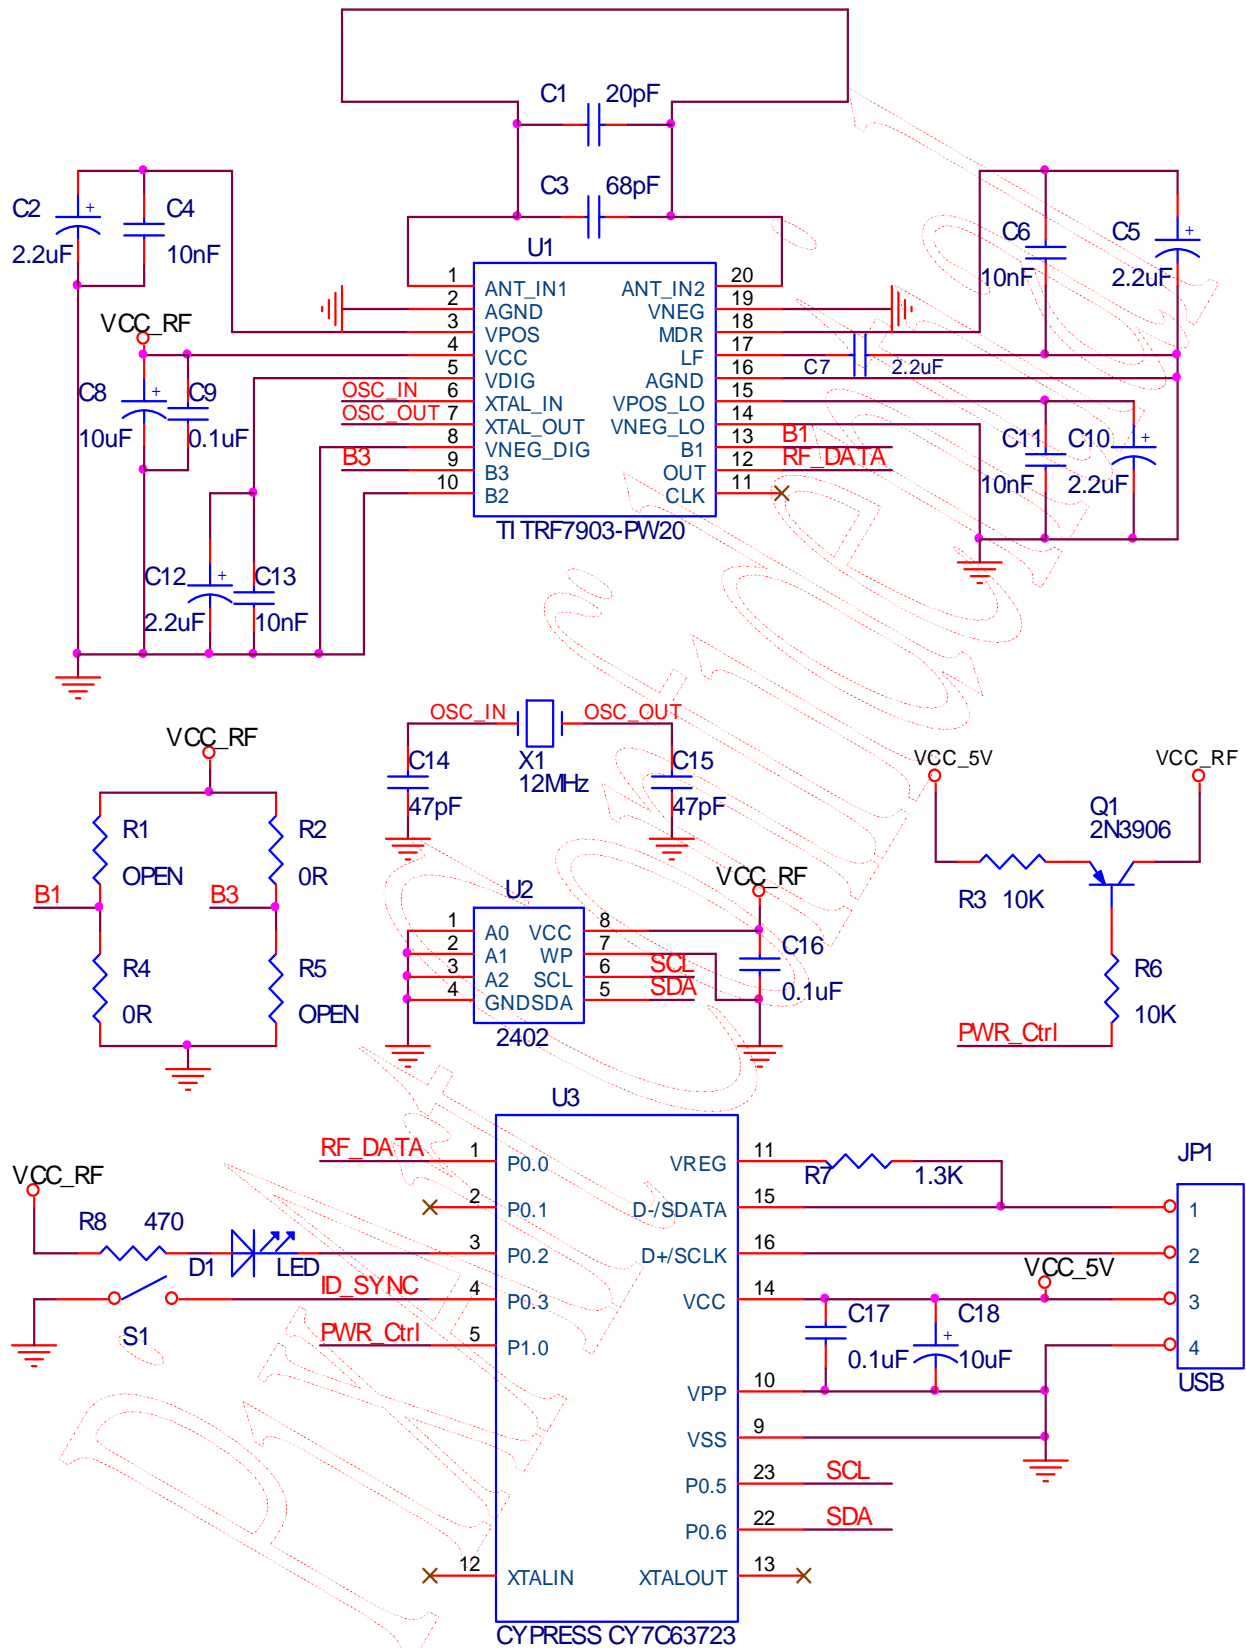 C1 20pF
C3 68pF
C2 2.2uF
C4 10nF
C6 10nF
C5 2.2uF
U1
1 ANT_IN1
2 AGND
3 VPOS
4 VCC
5 VDIG
6 XTAL_IN
7 XTAL_OUT
8 VNEG_DIG
9 B3
10 B2
ANT_IN2 20
VNEG 19
MDR 18
LF 17
AGND 16
VPOS_LO 15
VNEG_LO 14
B1 13
OUT 12
CLK 11
TI TRF7903-PW20
VCC_RF
C8 10uF
C9 0.1uF
OSC_IN
OSC_OUT
B3
C7 2.2uF
B1
RF_DATA
C11 10nF
C10 2.2uF
C12 2.2uF
C13 10nF
OSC_IN
OSC_OUT
X1
12MHz
C14 47pF
C15 47pF
VCC_RF
R1 OPEN
R2 0R
B1
B3
R4 0R
R5 OPEN
VCC_5V
VCC_RF
Q1
2N3906
R3 10K
R6 10K
PWR_Ctrl
U2
1 A0
2 A1
3 A2
4 GND
VCC 8
WP 7
SCL 6
SDA 5
2402
VCC_RF
SCL
SDA
C16 0.1uF
U3
RF_DATA
1 P0.0
2 P0.1
3 P0.2
4 P0.3
5 P1.0
12 XTALIN
VREG 11
D-/SDATA 15
D+/SCLK 16
VCC 14
VPP 10
VSS 9
P0.5 23
P0.6 22
XTALOUT 13
CYPRESS CY7C63723
VCC_RF
R8 470
D1 LED
ID_SYNC
S1
PWR_Ctrl
R7 1.3K
VCC_5V
C17 0.1uF
C18 10uF
SCL
SDA
JP1
1
2
3
4
USB